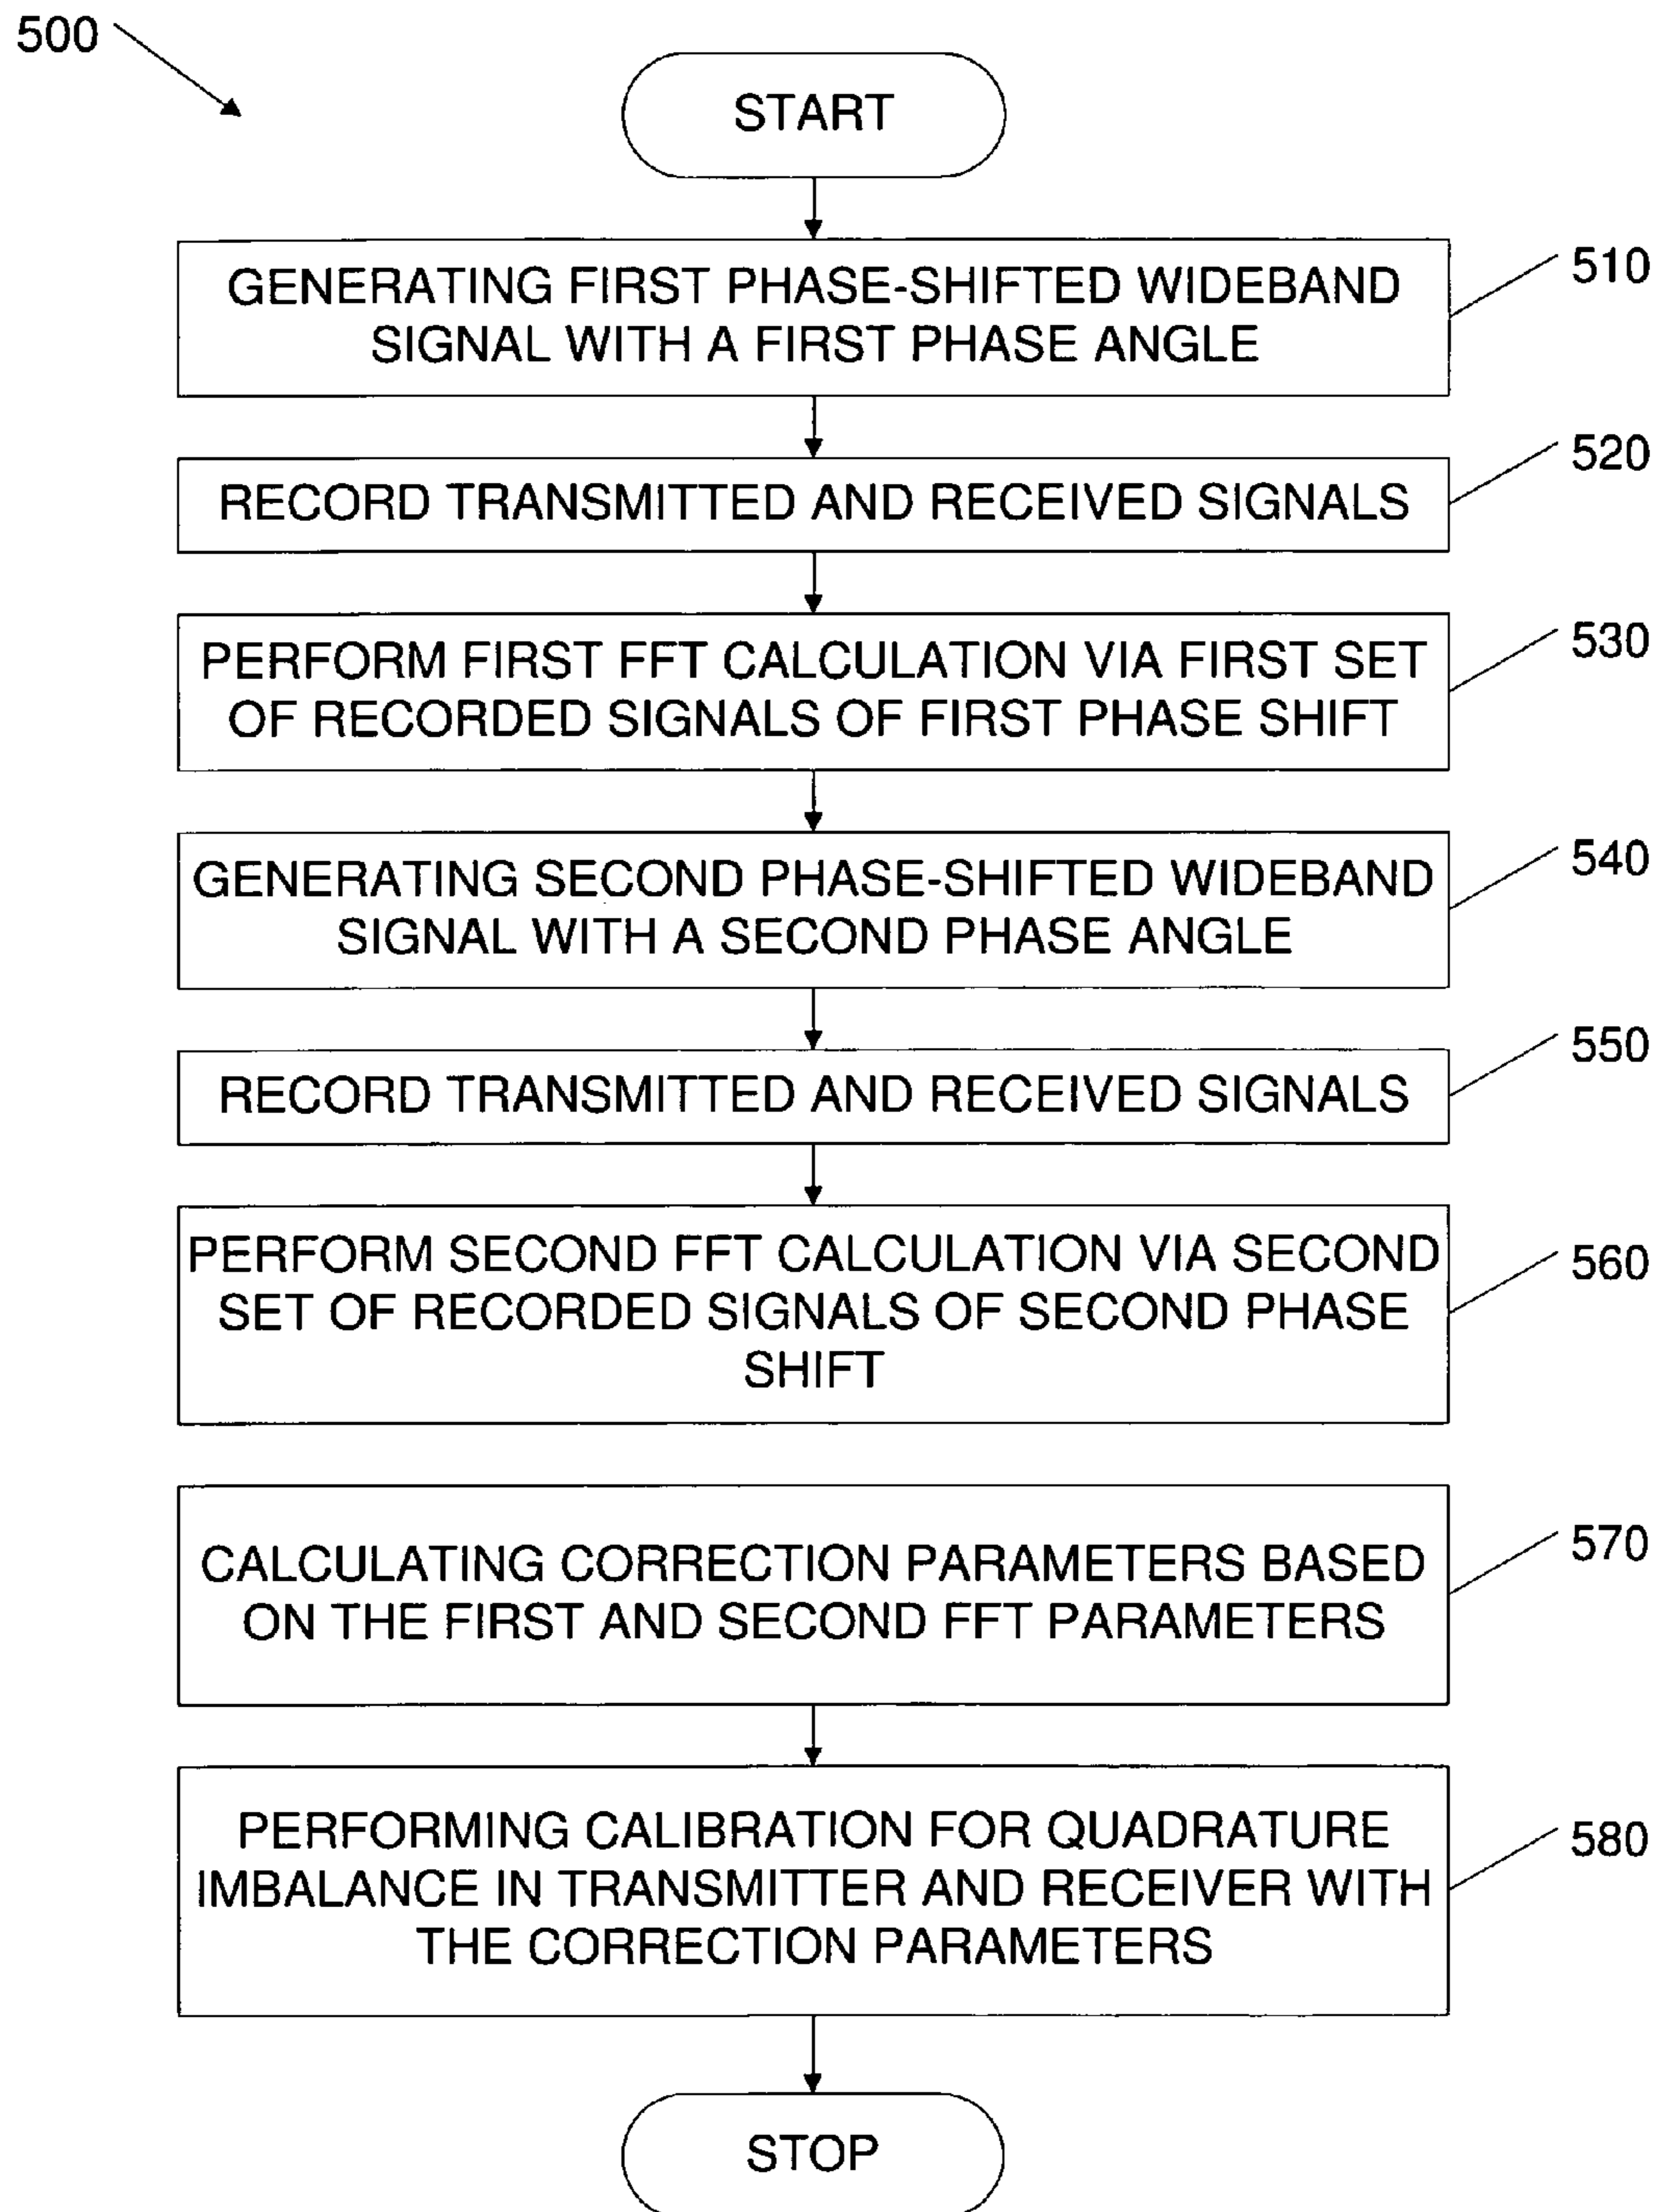 500
START
GENERATING FIRST PHASE-SHIFTED WIDEBAND
SIGNAL WITH A FIRST PHASE ANGLE
510
RECORD TRANSMITTED AND RECEIVED SIGNALS
520
PERFORM FIRST FFT CALCULATION VIA FIRST SET
OF RECORDED SIGNALS OF FIRST PHASE SHIFT
530
GENERATING SECOND PHASE-SHIFTED WIDEBAND
SIGNAL WITH A SECOND PHASE ANGLE
540
RECORD TRANSMITTED AND RECEIVED SIGNALS
550
PERFORM SECOND FFT CALCULATION VIA SECOND
SET OF RECORDED SIGNALS OF SECOND PHASE
SHIFT
560
CALCULATING CORRECTION PARAMETERS BASED
ON THE FIRST AND SECOND FFT PARAMETERS
570
PERFORMING CALIBRATION FOR QUADRATURE
IMBALANCE IN TRANSMITTER AND RECEIVER WITH
THE CORRECTION PARAMETERS
580
STOP